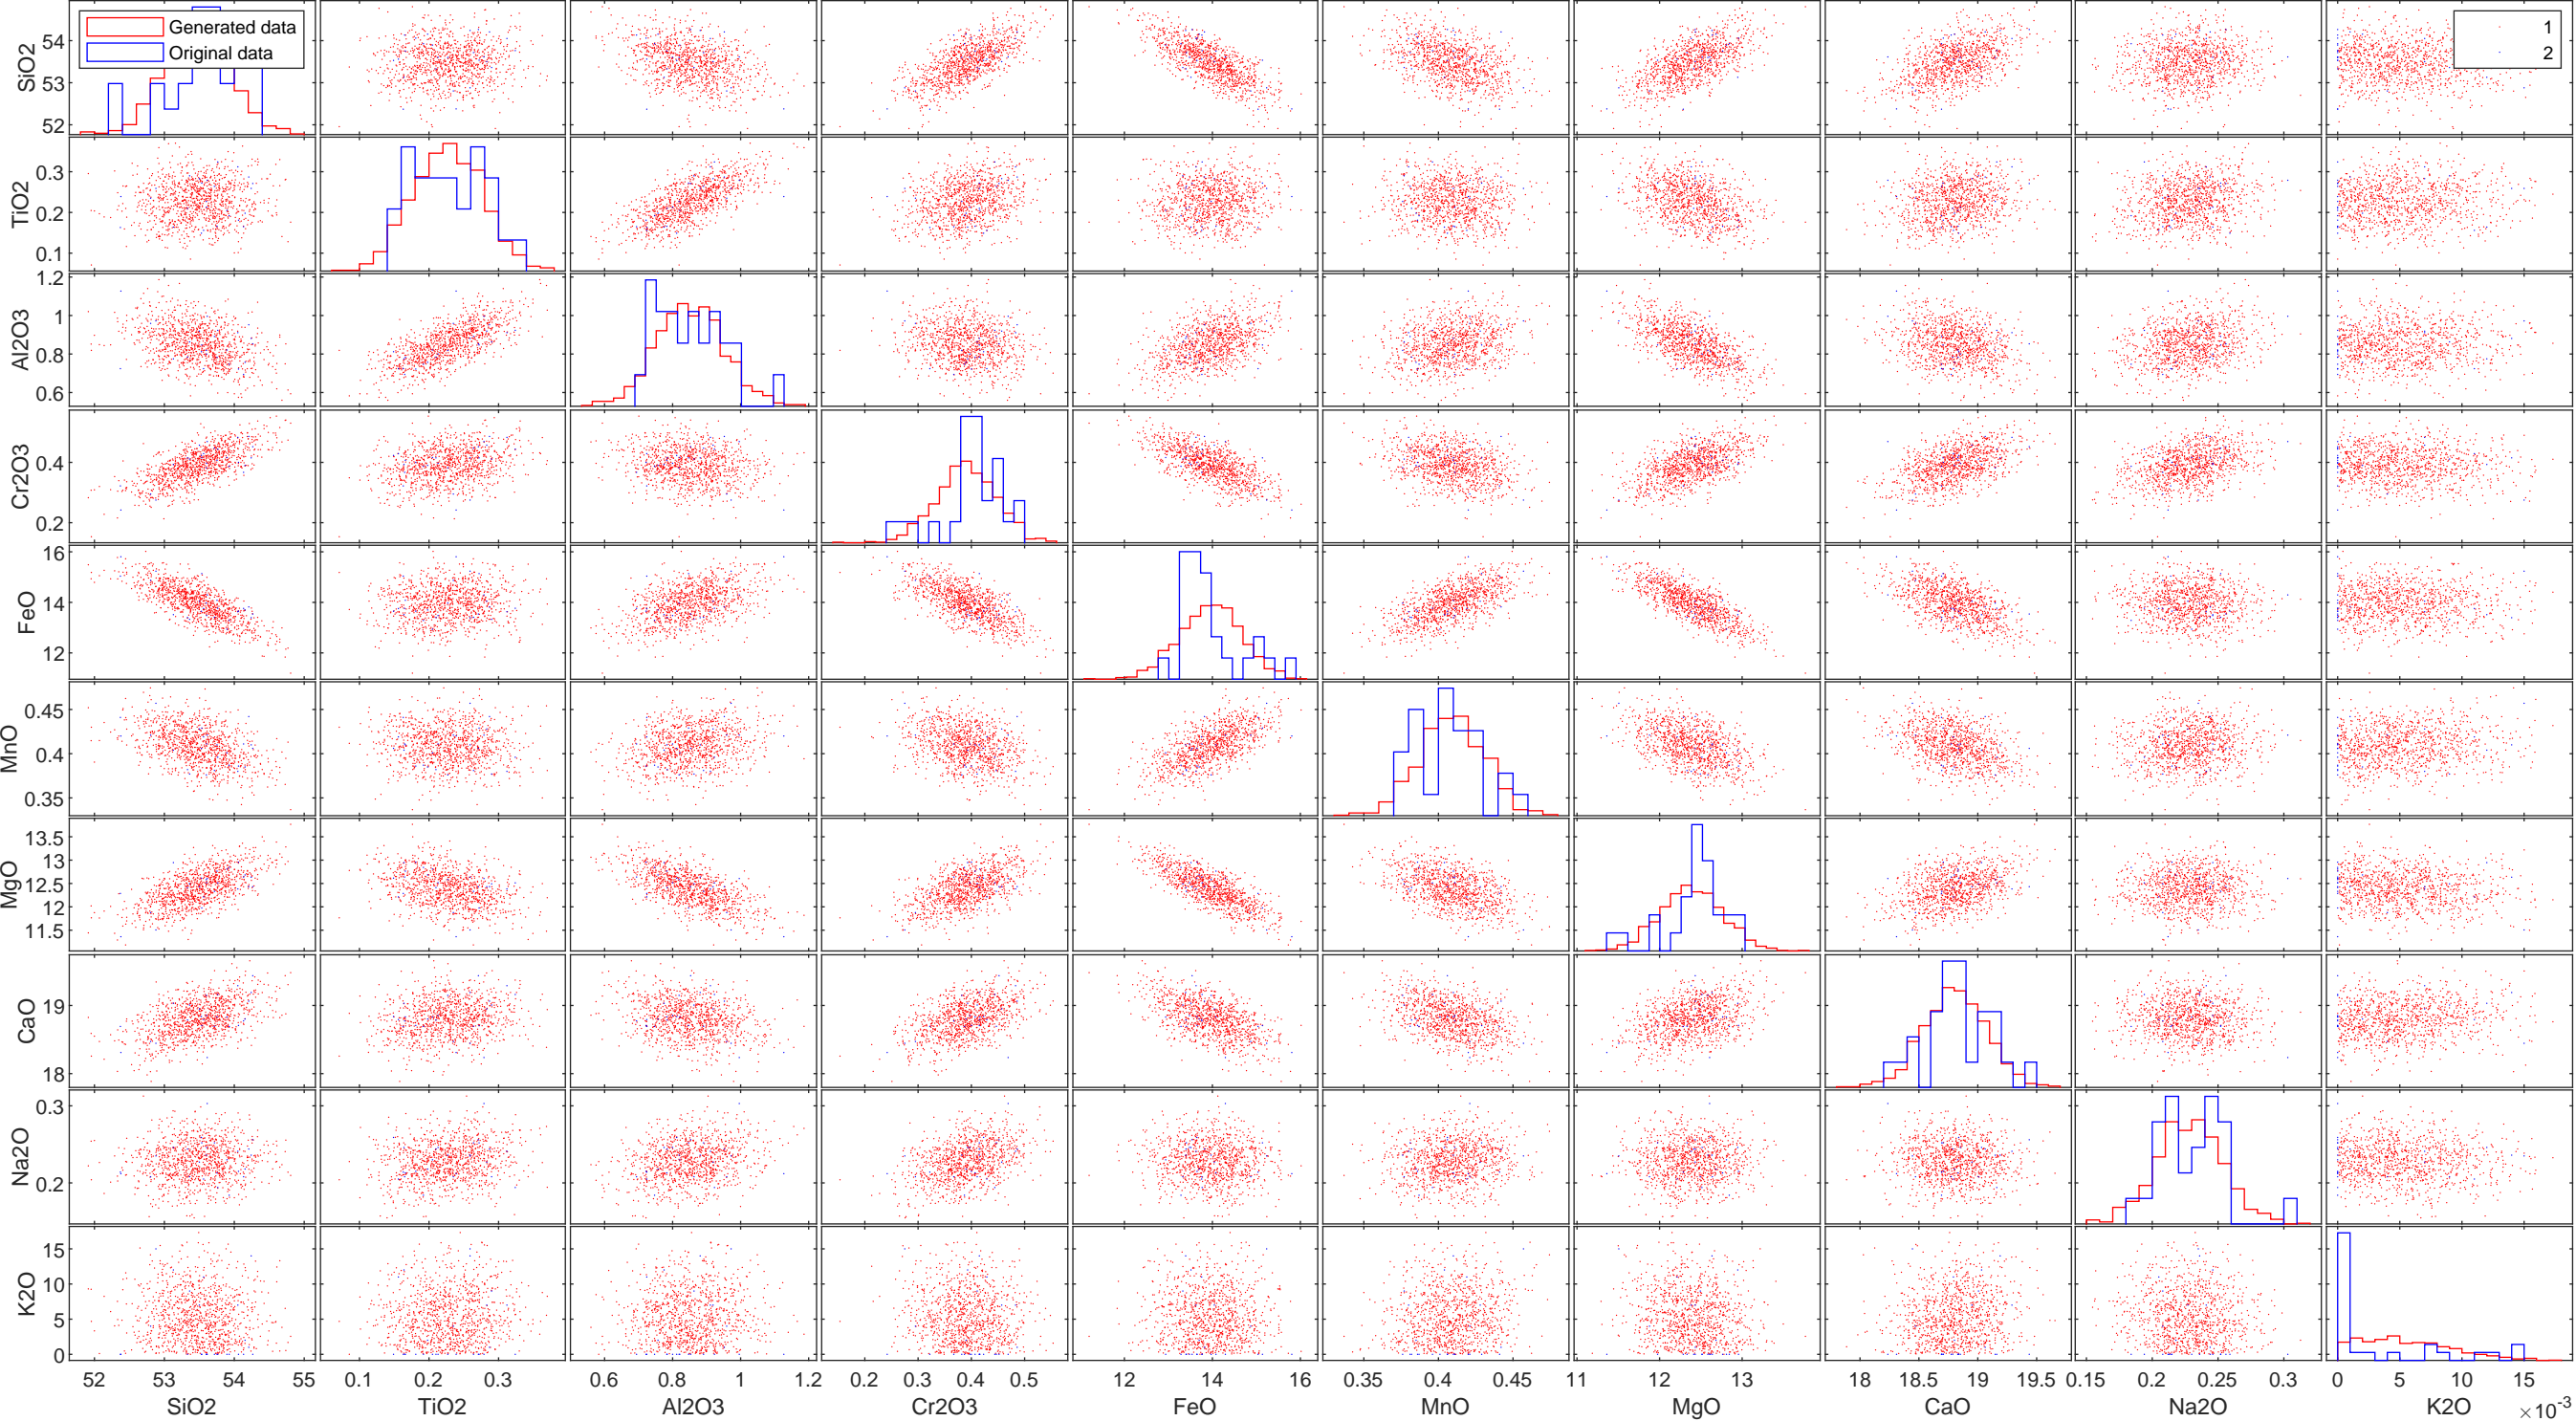 Generated data
Original data
1
2
SiO2
54
53
52
TiO2
0.3
0.2
0.1
Al2O3
1.2
1
0.8
0.6
Cr2O3
0.4
0.2
FeO
16
14
12
MnO
0.45
0.4
0.35
MgO
13.5
13
12.5
12
11.5
CaO
19
18
Na2O
0.3
0.2
K2O
15
10
5
0
52 53 54 55 0.1 0.2 0.3 0.6 0.8 1 1.2 0.2 0.3 0.4 0.5 12 14 16 0.35 0.4 0.45 11 12 13 18 18.5 19 19.5 0.15 0.2 0.25 0.3 0 5 10 15
SiO2 TiO2 Al2O3 Cr2O3 FeO MnO MgO CaO Na2O K2O ×10⁻³